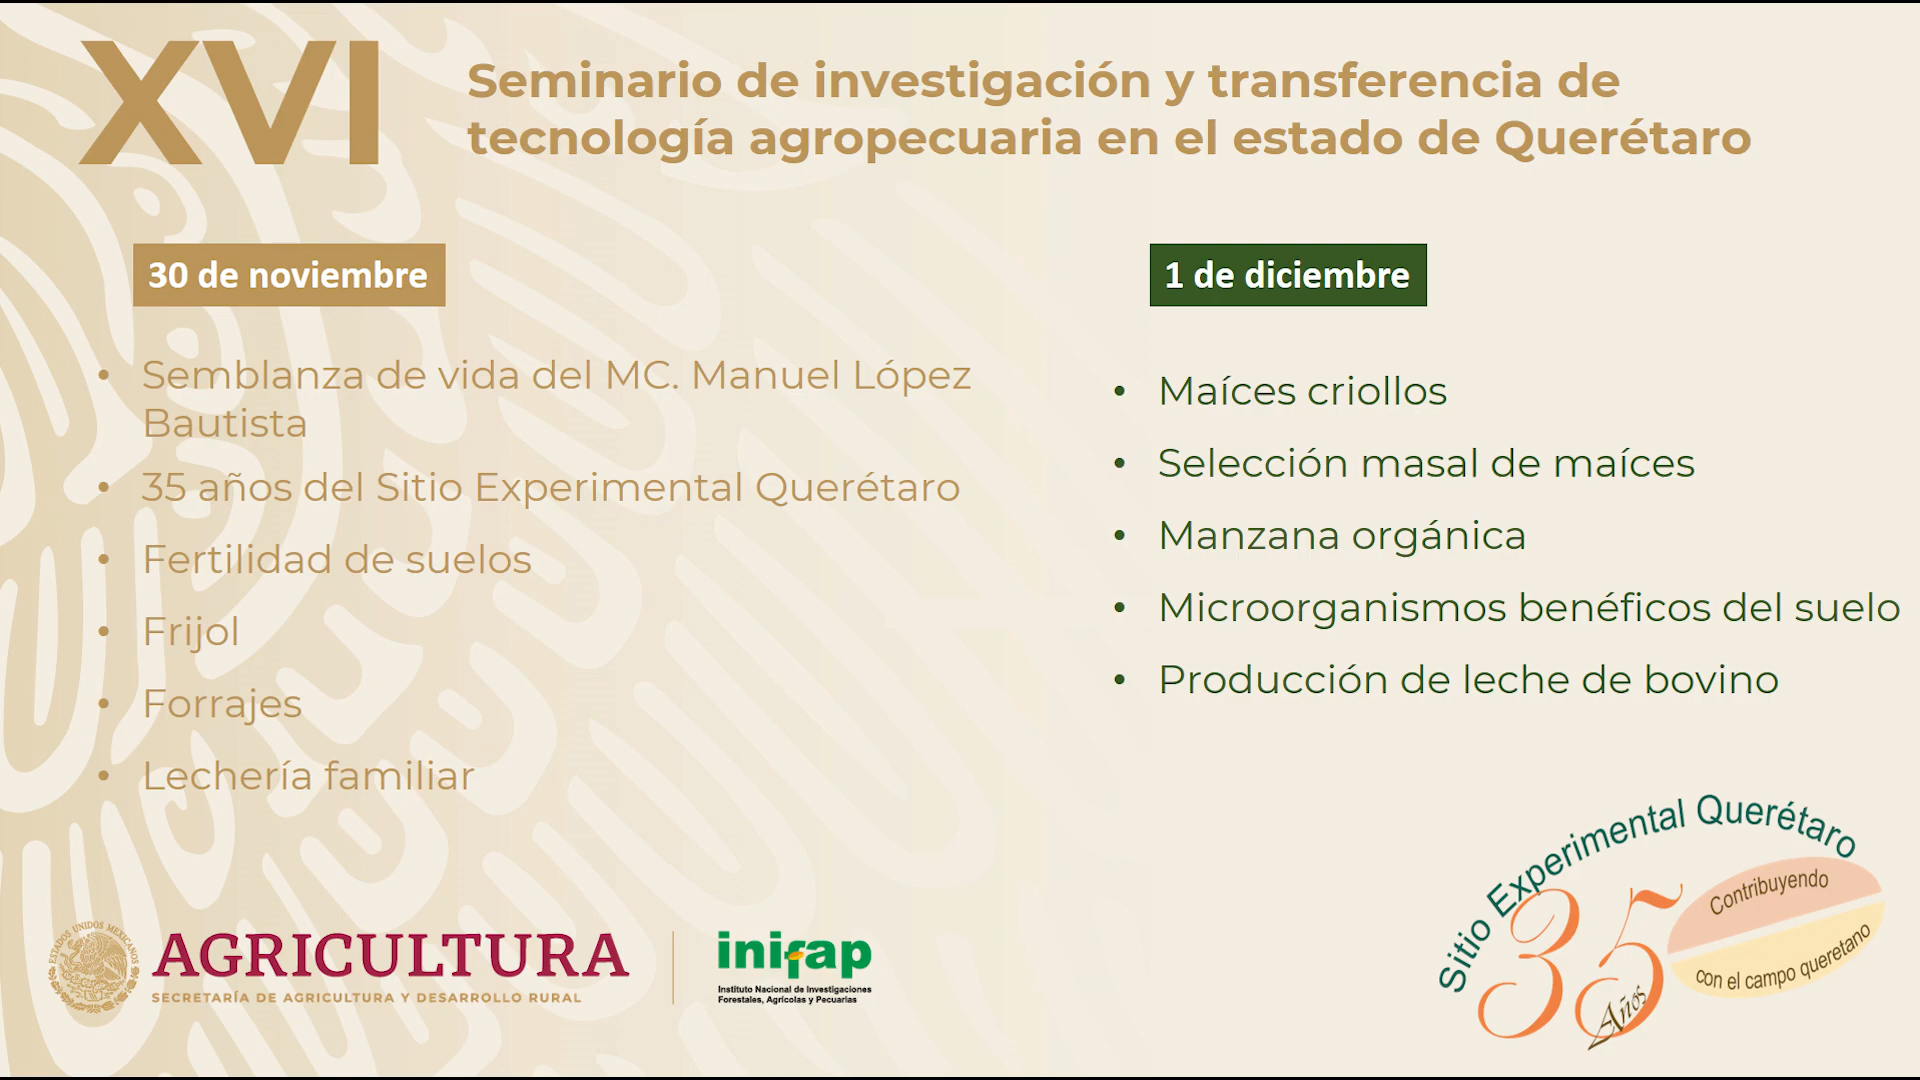 XVI
Seminario de investigación y transferencia de
tecnología agropecuaria en el estado de Querétaro
30 de noviembre
• Semblanza de vida del MC. Manuel López
Bautista
• 35 años del Sitio Experimental Querétaro
• Fertilidad de suelos
• Frijol
• Forrajes
• Lechería familiar
1 de diciembre
• Maíces criollos
• Selección masal de maíces
• Manzana orgánica
• Microorganismos benéficos del suelo
• Producción de leche de bovino
ESTADOS UNIDOS MEXICANOS
AGRICULTURA
SECRETARÍA DE AGRICULTURA Y DESARROLLO RURAL
inifap
Instituto Nacional de Investigaciones
Forestales, Agrícolas y Pecuarias
Sitio Experimental Querétaro
35
Años
Contribuyendo
con el campo queretano